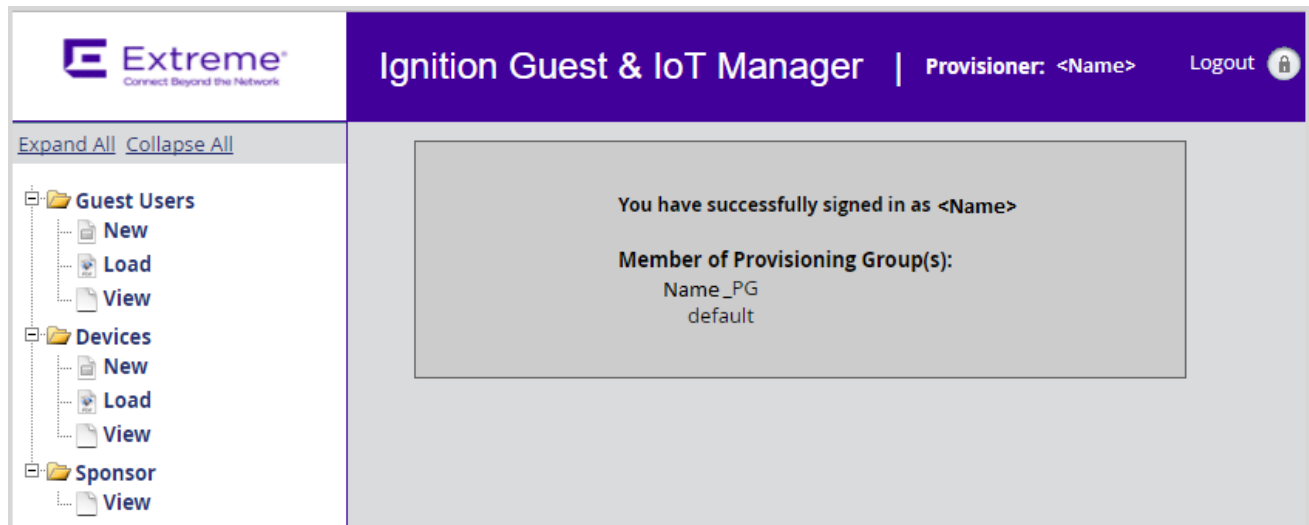 Extreme®
Connect Beyond the Network
Ignition Guest & IoT Manager | Provisioner: <Name> Logout
Expand All Collapse All
Guest Users
New
Load
View
Devices
New
Load
View
Sponsor
View
You have successfully signed in as <Name>
Member of Provisioning Group(s):
Name_PG
default